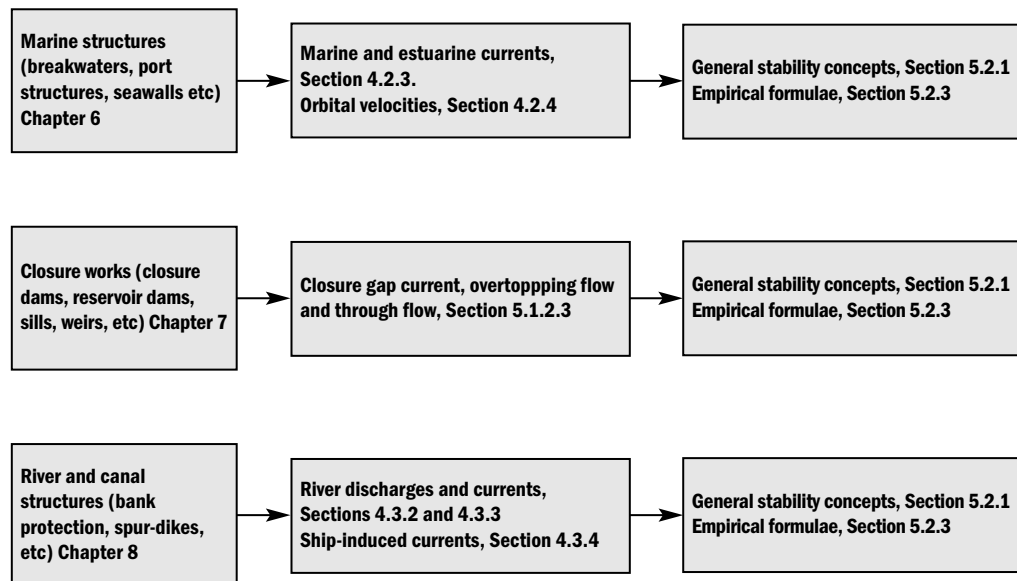 Marine structures
(breakwaters, port
structures, seawalls etc)
Chapter 6
Marine and estuarine currents,
Section 4.2.3.
Orbital velocities, Section 4.2.4
General stability concepts, Section 5.2.1
Empirical formulae, Section 5.2.3
Closure works (closure
dams, reservoir dams,
sills, weirs, etc) Chapter 7
Closure gap current, overtoppping flow
and through flow, Section 5.1.2.3
General stability concepts, Section 5.2.1
Empirical formulae, Section 5.2.3
River and canal
structures (bank
protection, spur-dikes,
etc) Chapter 8
River discharges and currents,
Sections 4.3.2 and 4.3.3
Ship-induced currents, Section 4.3.4
General stability concepts, Section 5.2.1
Empirical formulae, Section 5.2.3